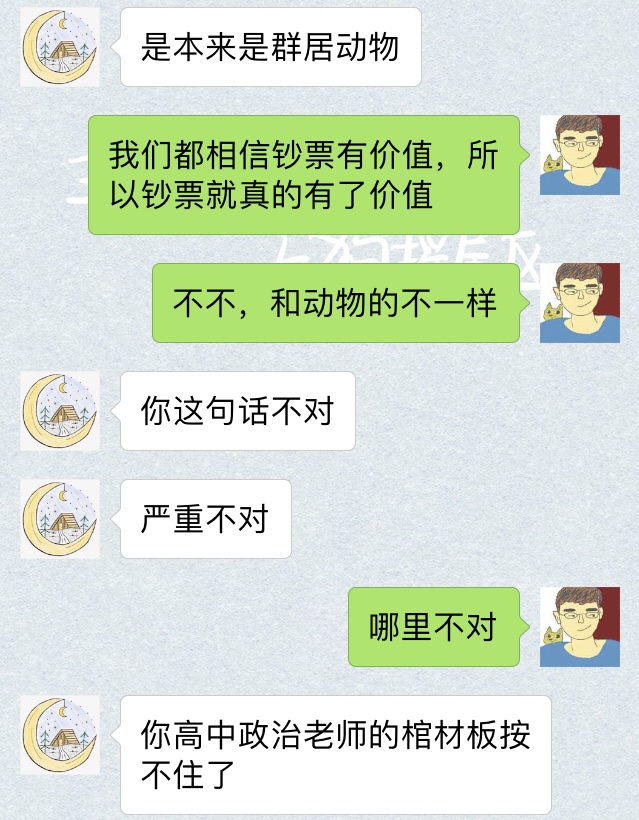 是本来是群居动物
我们都相信钞票有价值，所
以钞票就真的有了价值
不不，和动物的不一样
你这句话不对
严重不对
哪里不对
你高中政治老师的棺材板按
不住了